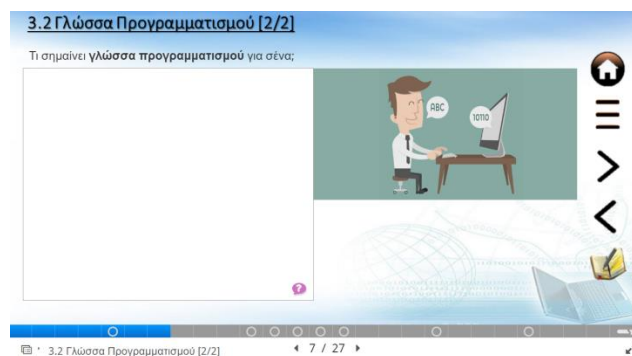 3.2 Γλώσσα Προγραμματισμού [2/2]
Τι σημαίνει γλώσσα προγραμματισμού για σένα;
ABC
10110
3.2 Γλώσσα Προγραμματισμού [2/2]
7 / 27